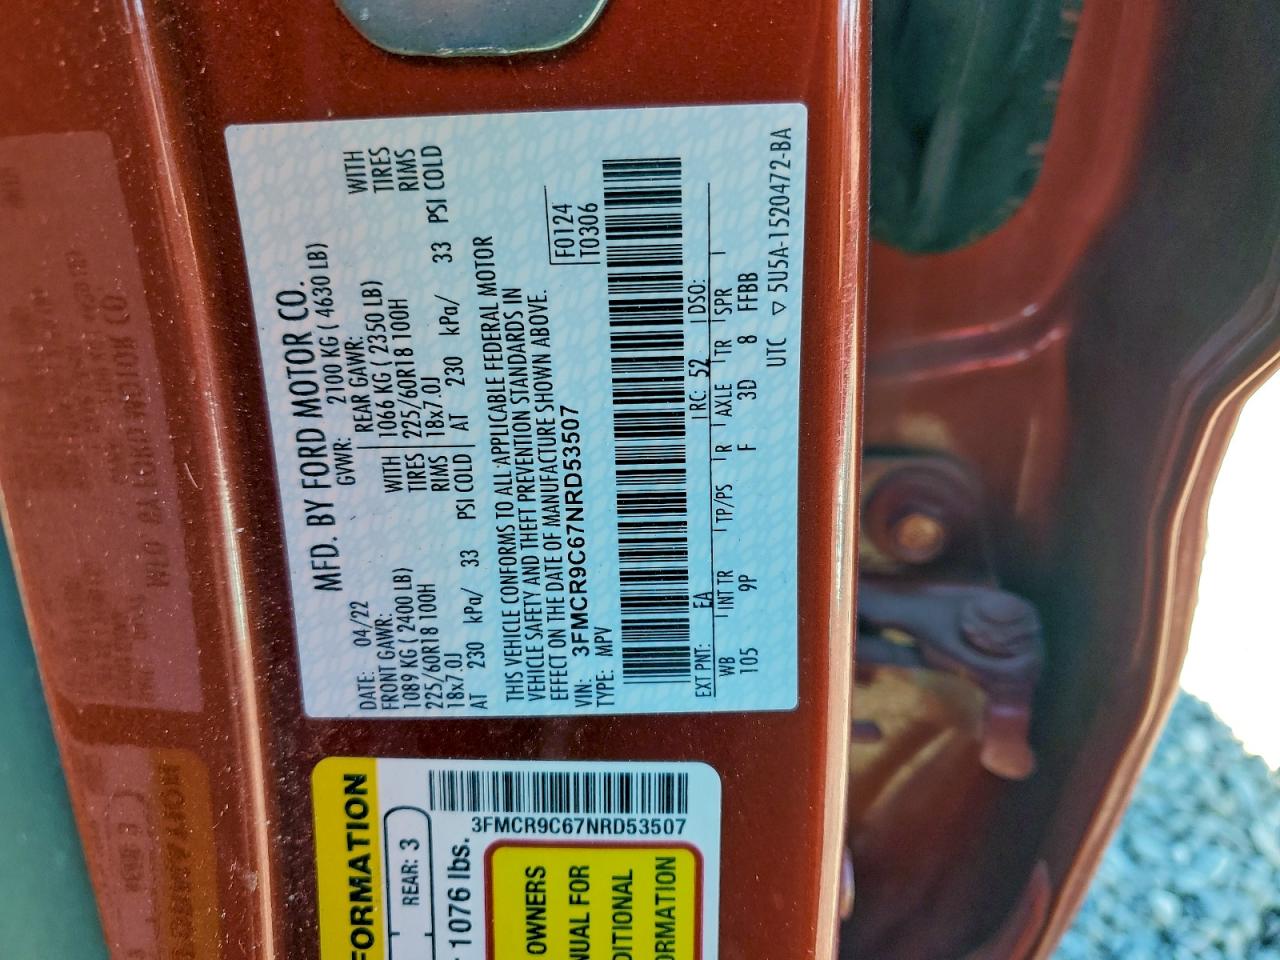 MFD. BY FORD MOTOR CO.
DATE: 04/22 GVWR: 2100 KG ( 4630 LB)
FRONT GAWR: REAR GAWR:
1089 KG ( 2400 LB) WITH 1066 KG ( 2350 LB) WITH
225/60R18 100H TIRES 225/60R18 100H TIRES
18x7.0J RIMS 18x7.0J RIMS
AT 230 kPa/ 33 PSI COLD AT 230 kPa/ 33 PSI COLD
THIS VEHICLE CONFORMS TO ALL APPLICABLE FEDERAL MOTOR
VEHICLE SAFETY AND THEFT PREVENTION STANDARDS IN
EFFECT ON THE DATE OF MANUFACTURE SHOWN ABOVE.
VIN: 3FMCR9C67NRD53507 F0124
TYPE: MPV T0306
EXT PNT: EA RC: 52 DSO:
WB INT TR TP/PS R AXLE TR SPR
105 9P F 3D 8 FFBB
UTC ▽ 5U5A-1520472-BA
FORMATION
REAR: 3
1076 lbs.
3FMCR9C67NRD53507
OWNERS
NUAL FOR
DITIONAL
ORMATION